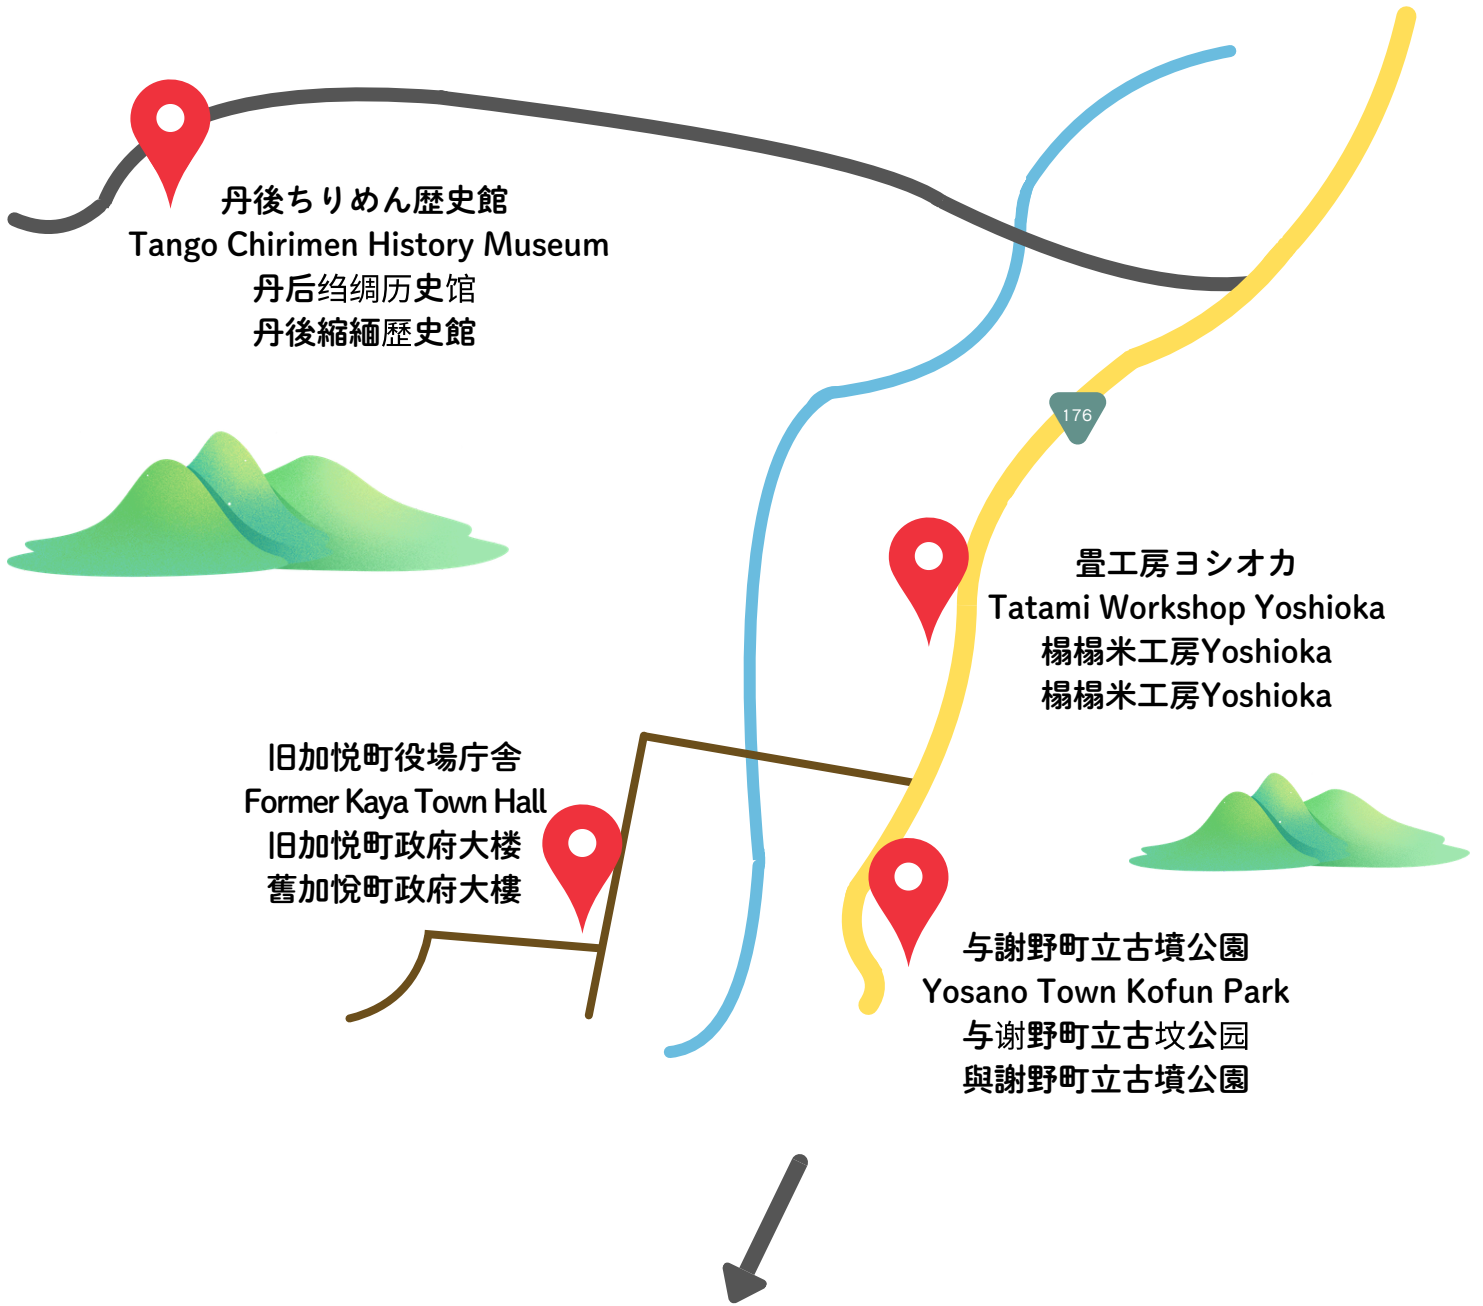 丹後ちりめん歴史館
Tango Chirimen History Museum
丹后绉绸历史馆
丹後縮緬歷史館
176
畳工房ヨシオカ
Tatami Workshop Yoshioka
榻榻米工房Yoshioka
榻榻米工房Yoshioka
旧加悦町役場庁舎
Former Kaya Town Hall
旧加悦町政府大楼
舊加悅町政府大樓
与謝野町立古墳公園
Yosano Town Kofun Park
与谢野町立古坟公园
與謝野町立古墳公園